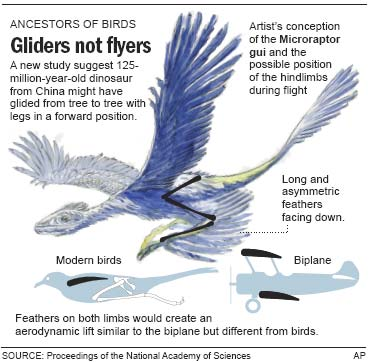 ANCESTORS OF BIRDS
Gliders not flyers
A new study suggest 125-
million-year-old dinosaur
from China might have
glided from tree to tree with
legs in a forward position.
Artist's conception
of the Microraptor
gui and the
possible position
of the hindlimbs
during flight
Long and
asymmetric
feathers
facing down.
Modern birds
Biplane
Feathers on both limbs would create an
aerodynamic lift similar to the biplane but different from birds.
SOURCE: Proceedings of the National Academy of Sciences
AP